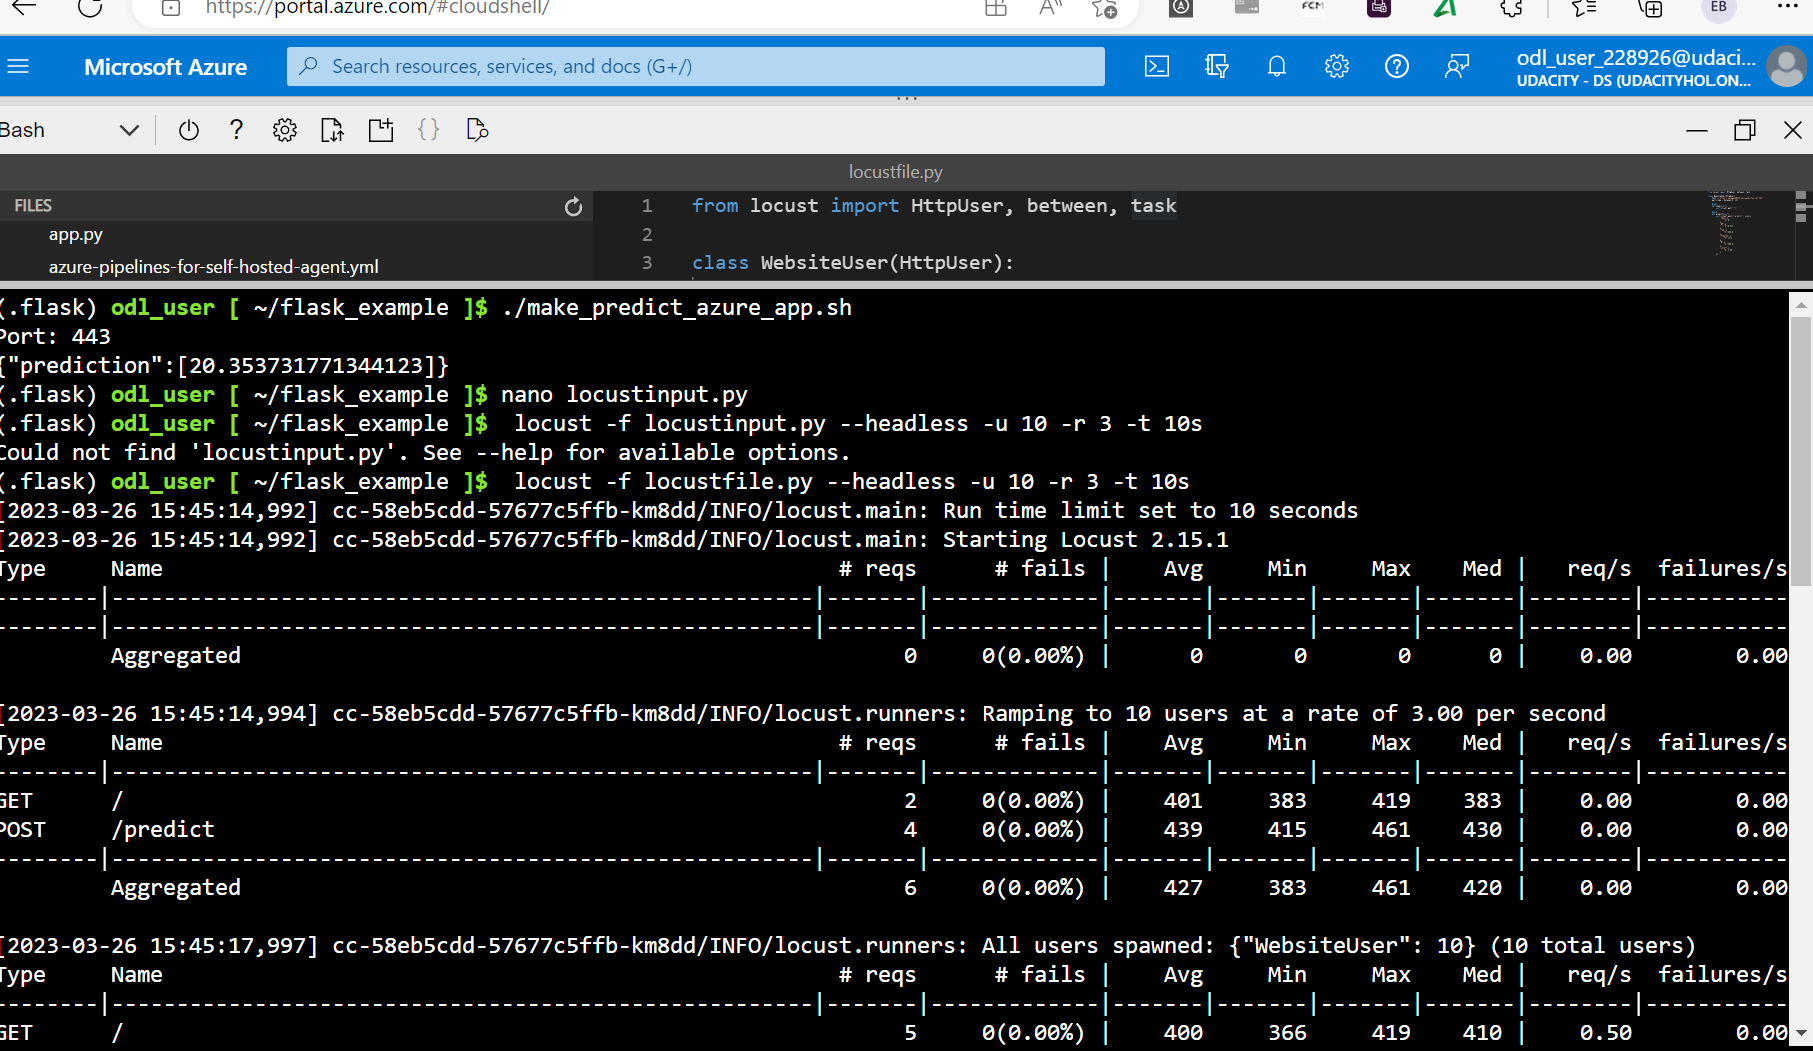 https://portal.azure.com/#cloudshell/
FCM
EB
Microsoft Azure
Search resources, services, and docs (G+/)
odl_user_228926@udaci...
UDACITY - DS (UDACITYHOL.ON...
Bash
locustfile.py
FILES
app.py
azure-pipelines-for-self-hosted-agent.yml
1 from locust import HttpUser, between, task
2
3 class WebsiteUser(HttpUser):
(.flask) odl_user [ ~/flask_example ]$ ./make_predict_azure_app.sh
Port: 443
{"prediction":[20.353731771344123]}
(.flask) odl_user [ ~/flask_example ]$ nano locustinput.py
(.flask) odl_user [ ~/flask_example ]$  locust -f locustinput.py --headless -u 10 -r 3 -t 10s
Could not find 'locustinput.py'. See --help for available options.
(.flask) odl_user [ ~/flask_example ]$  locust -f locustfile.py --headless -u 10 -r 3 -t 10s
[2023-03-26 15:45:14,992] cc-58eb5cdd-57677c5ffb-km8dd/INFO/locust.main: Run time limit set to 10 seconds
[2023-03-26 15:45:14,992] cc-58eb5cdd-57677c5ffb-km8dd/INFO/locust.main: Starting Locust 2.15.1
Type Name # reqs # fails | Avg Min Max Med | req/s failures/s
--------|------------------------------------------------------|-------|-------------|-------|-------|-------|-------|--------|-----------
--------|------------------------------------------------------|-------|-------------|-------|-------|-------|-------|--------|-----------
Aggregated 0 0(0.00%) | 0 0 0 0 | 0.00 0.00
[2023-03-26 15:45:14,994] cc-58eb5cdd-57677c5ffb-km8dd/INFO/locust.runners: Ramping to 10 users at a rate of 3.00 per second
Type Name # reqs # fails | Avg Min Max Med | req/s failures/s
--------|------------------------------------------------------|-------|-------------|-------|-------|-------|-------|--------|-----------
GET / 2 0(0.00%) | 401 383 419 383 | 0.00 0.00
POST /predict 4 0(0.00%) | 439 415 461 430 | 0.00 0.00
--------|------------------------------------------------------|-------|-------------|-------|-------|-------|-------|--------|-----------
Aggregated 6 0(0.00%) | 427 383 461 420 | 0.00 0.00
[2023-03-26 15:45:17,997] cc-58eb5cdd-57677c5ffb-km8dd/INFO/locust.runners: All users spawned: {"WebsiteUser": 10} (10 total users)
Type Name # reqs # fails | Avg Min Max Med | req/s failures/s
--------|------------------------------------------------------|-------|-------------|-------|-------|-------|-------|--------|-----------
GET / 5 0(0.00%) | 400 366 419 410 | 0.50 0.00